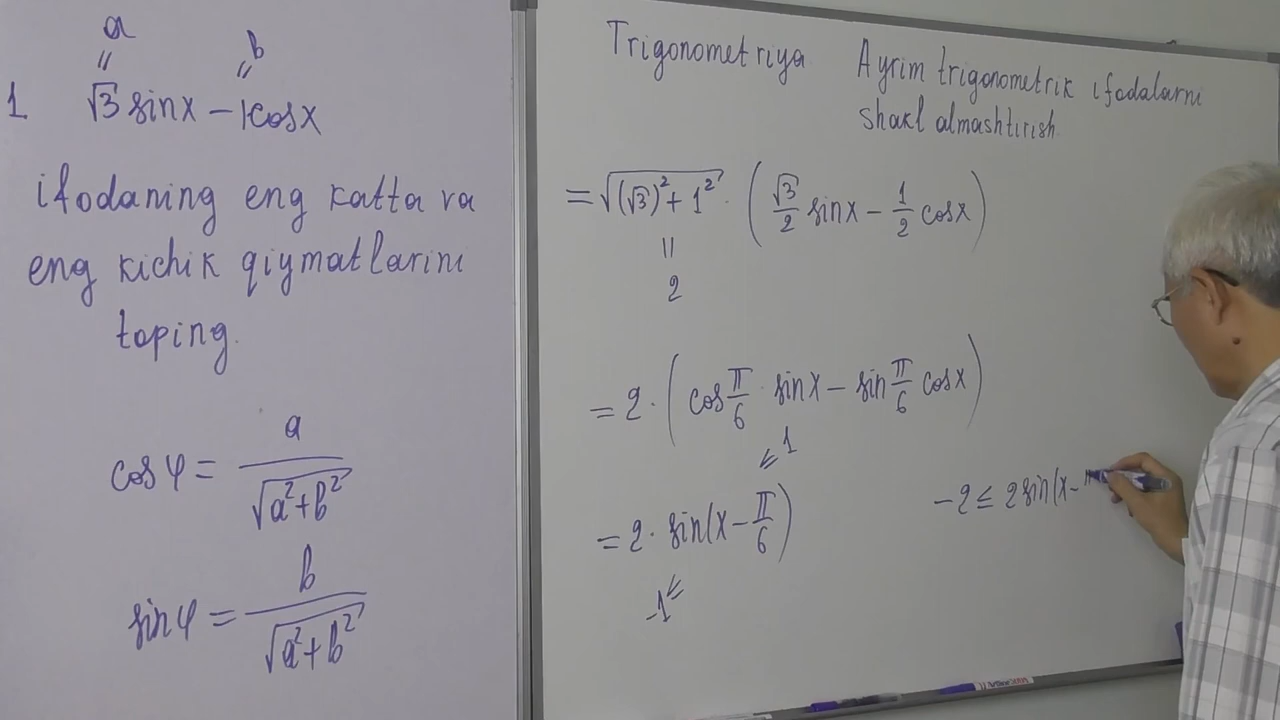 a
=
b
=
1 √3 sinx − 1cosx
ifodaning eng katta va
eng kichik qiymatlarini
toping.
cos φ = a / √(a²+b²)
sin φ = b / √(a²+b²)
Trigonometriya Ayrim trigonometrik ifodalarni
shakl almashtirish.
= √((√3)²+1²) · (√3/2 sinx − 1/2 cosx)
=
2
= 2 · (cos π/6 · sinx − sin π/6 cosx)
≤ 1
= 2 · sin(x − π/6)
-1 ≤
−2 ≤ 2 sin(x − π